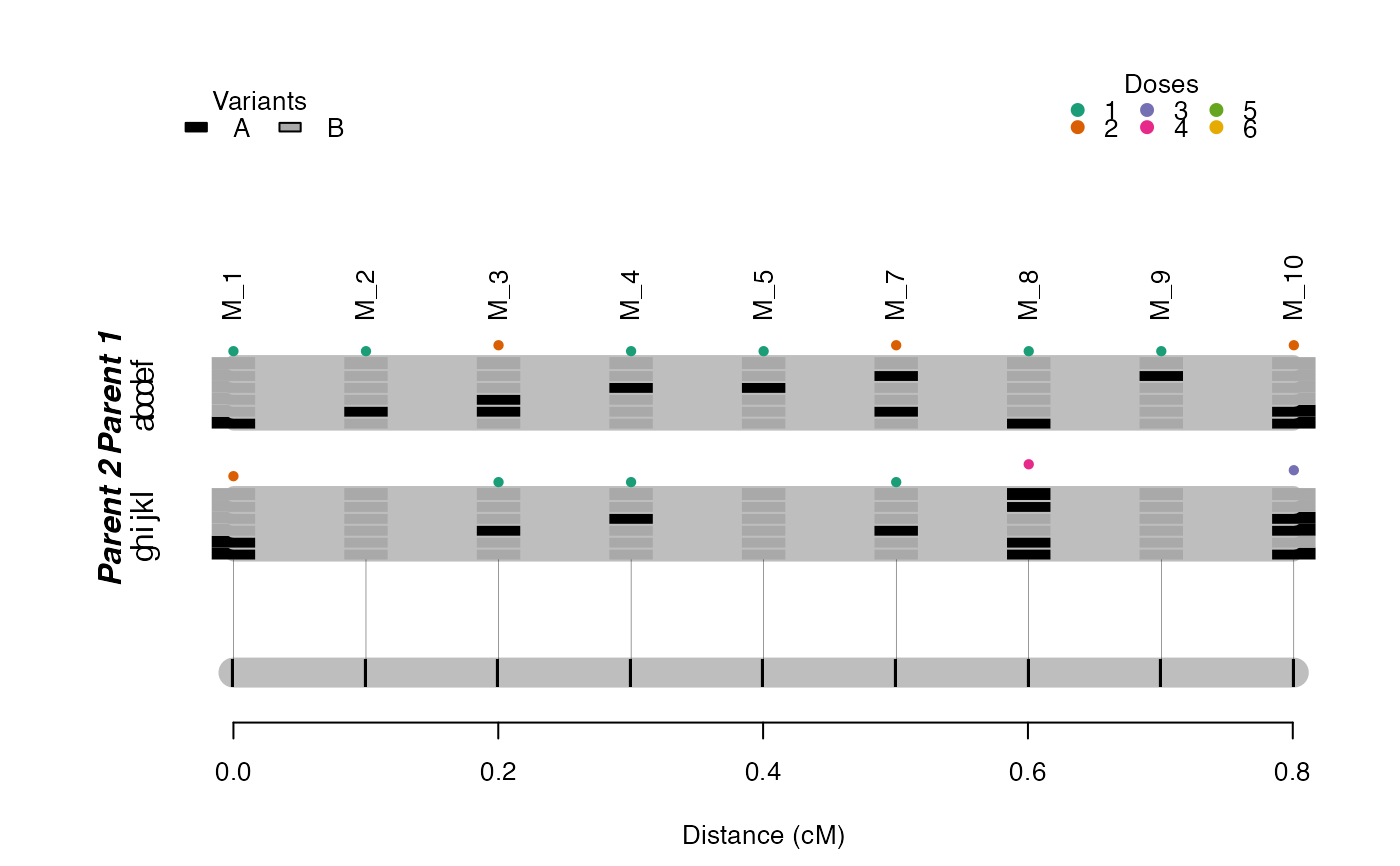 Variants
A B
Doses
1 3 5
2 4 6
M_1 M_2 M_3 M_4 M_5 M_7 M_8 M_9 M_10
Parent 1
abcdef
Parent 2
ghijkl
0.0 0.2 0.4 0.6 0.8
Distance (cM)